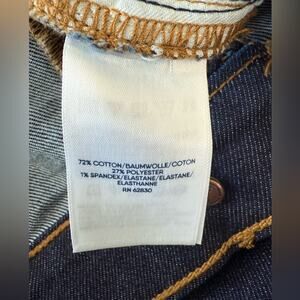 72% COTTON/BAUMWOLLE/COTON
27% POLYESTER
1% SPANDEX/ELASTANE/ELASTANE/
ELASTHANNE
RN 62830